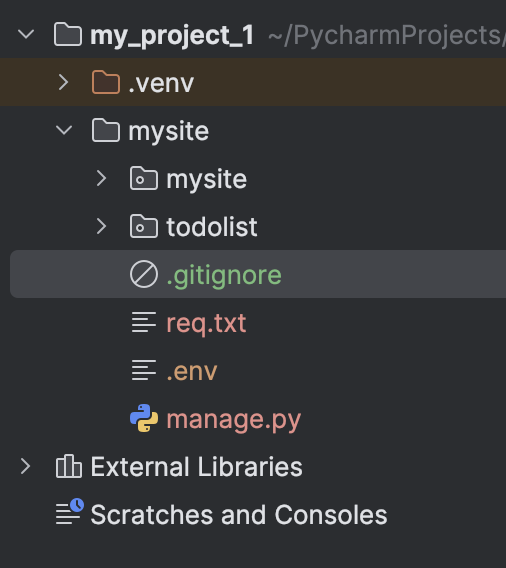 my_project_1 ~/PycharmProjects/
.venv
mysite
mysite
todolist
.gitignore
req.txt
.env
manage.py
External Libraries
Scratches and Consoles